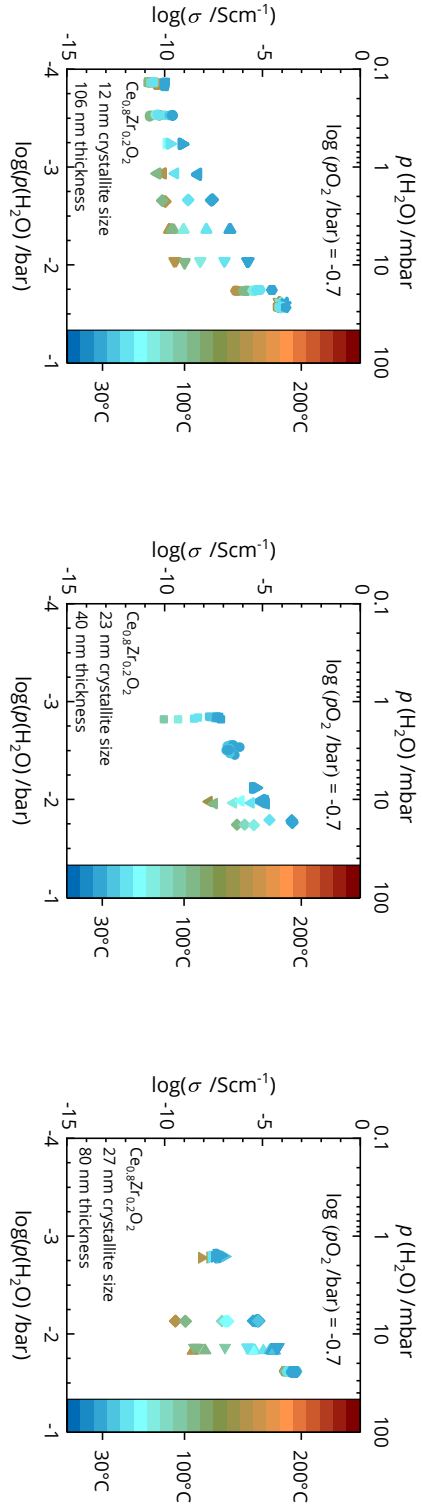 p (H₂O) /mbar
0.1
1
10
100
log(σ /Scm⁻¹)
0
-5
-10
-15
log (pO₂ /bar) = -0.7
Ce₀.₈Zr₀.₂O₂
12 nm crystallite size
106 nm thickness
200°C
100°C
30°C
-4
-3
-2
-1
log(p(H₂O) /bar)
p (H₂O) /mbar
0.1
1
10
100
log(σ /Scm⁻¹)
0
-5
-10
-15
log (pO₂ /bar) = -0.7
Ce₀.₈Zr₀.₂O₂
23 nm crystallite size
40 nm thickness
200°C
100°C
30°C
-4
-3
-2
-1
log(p(H₂O) /bar)
p (H₂O) /mbar
0.1
1
10
100
log(σ /Scm⁻¹)
0
-5
-10
-15
log (pO₂ /bar) = -0.7
Ce₀.₈Zr₀.₂O₂
27 nm crystallite size
80 nm thickness
200°C
100°C
30°C
-4
-3
-2
-1
log(p(H₂O) /bar)